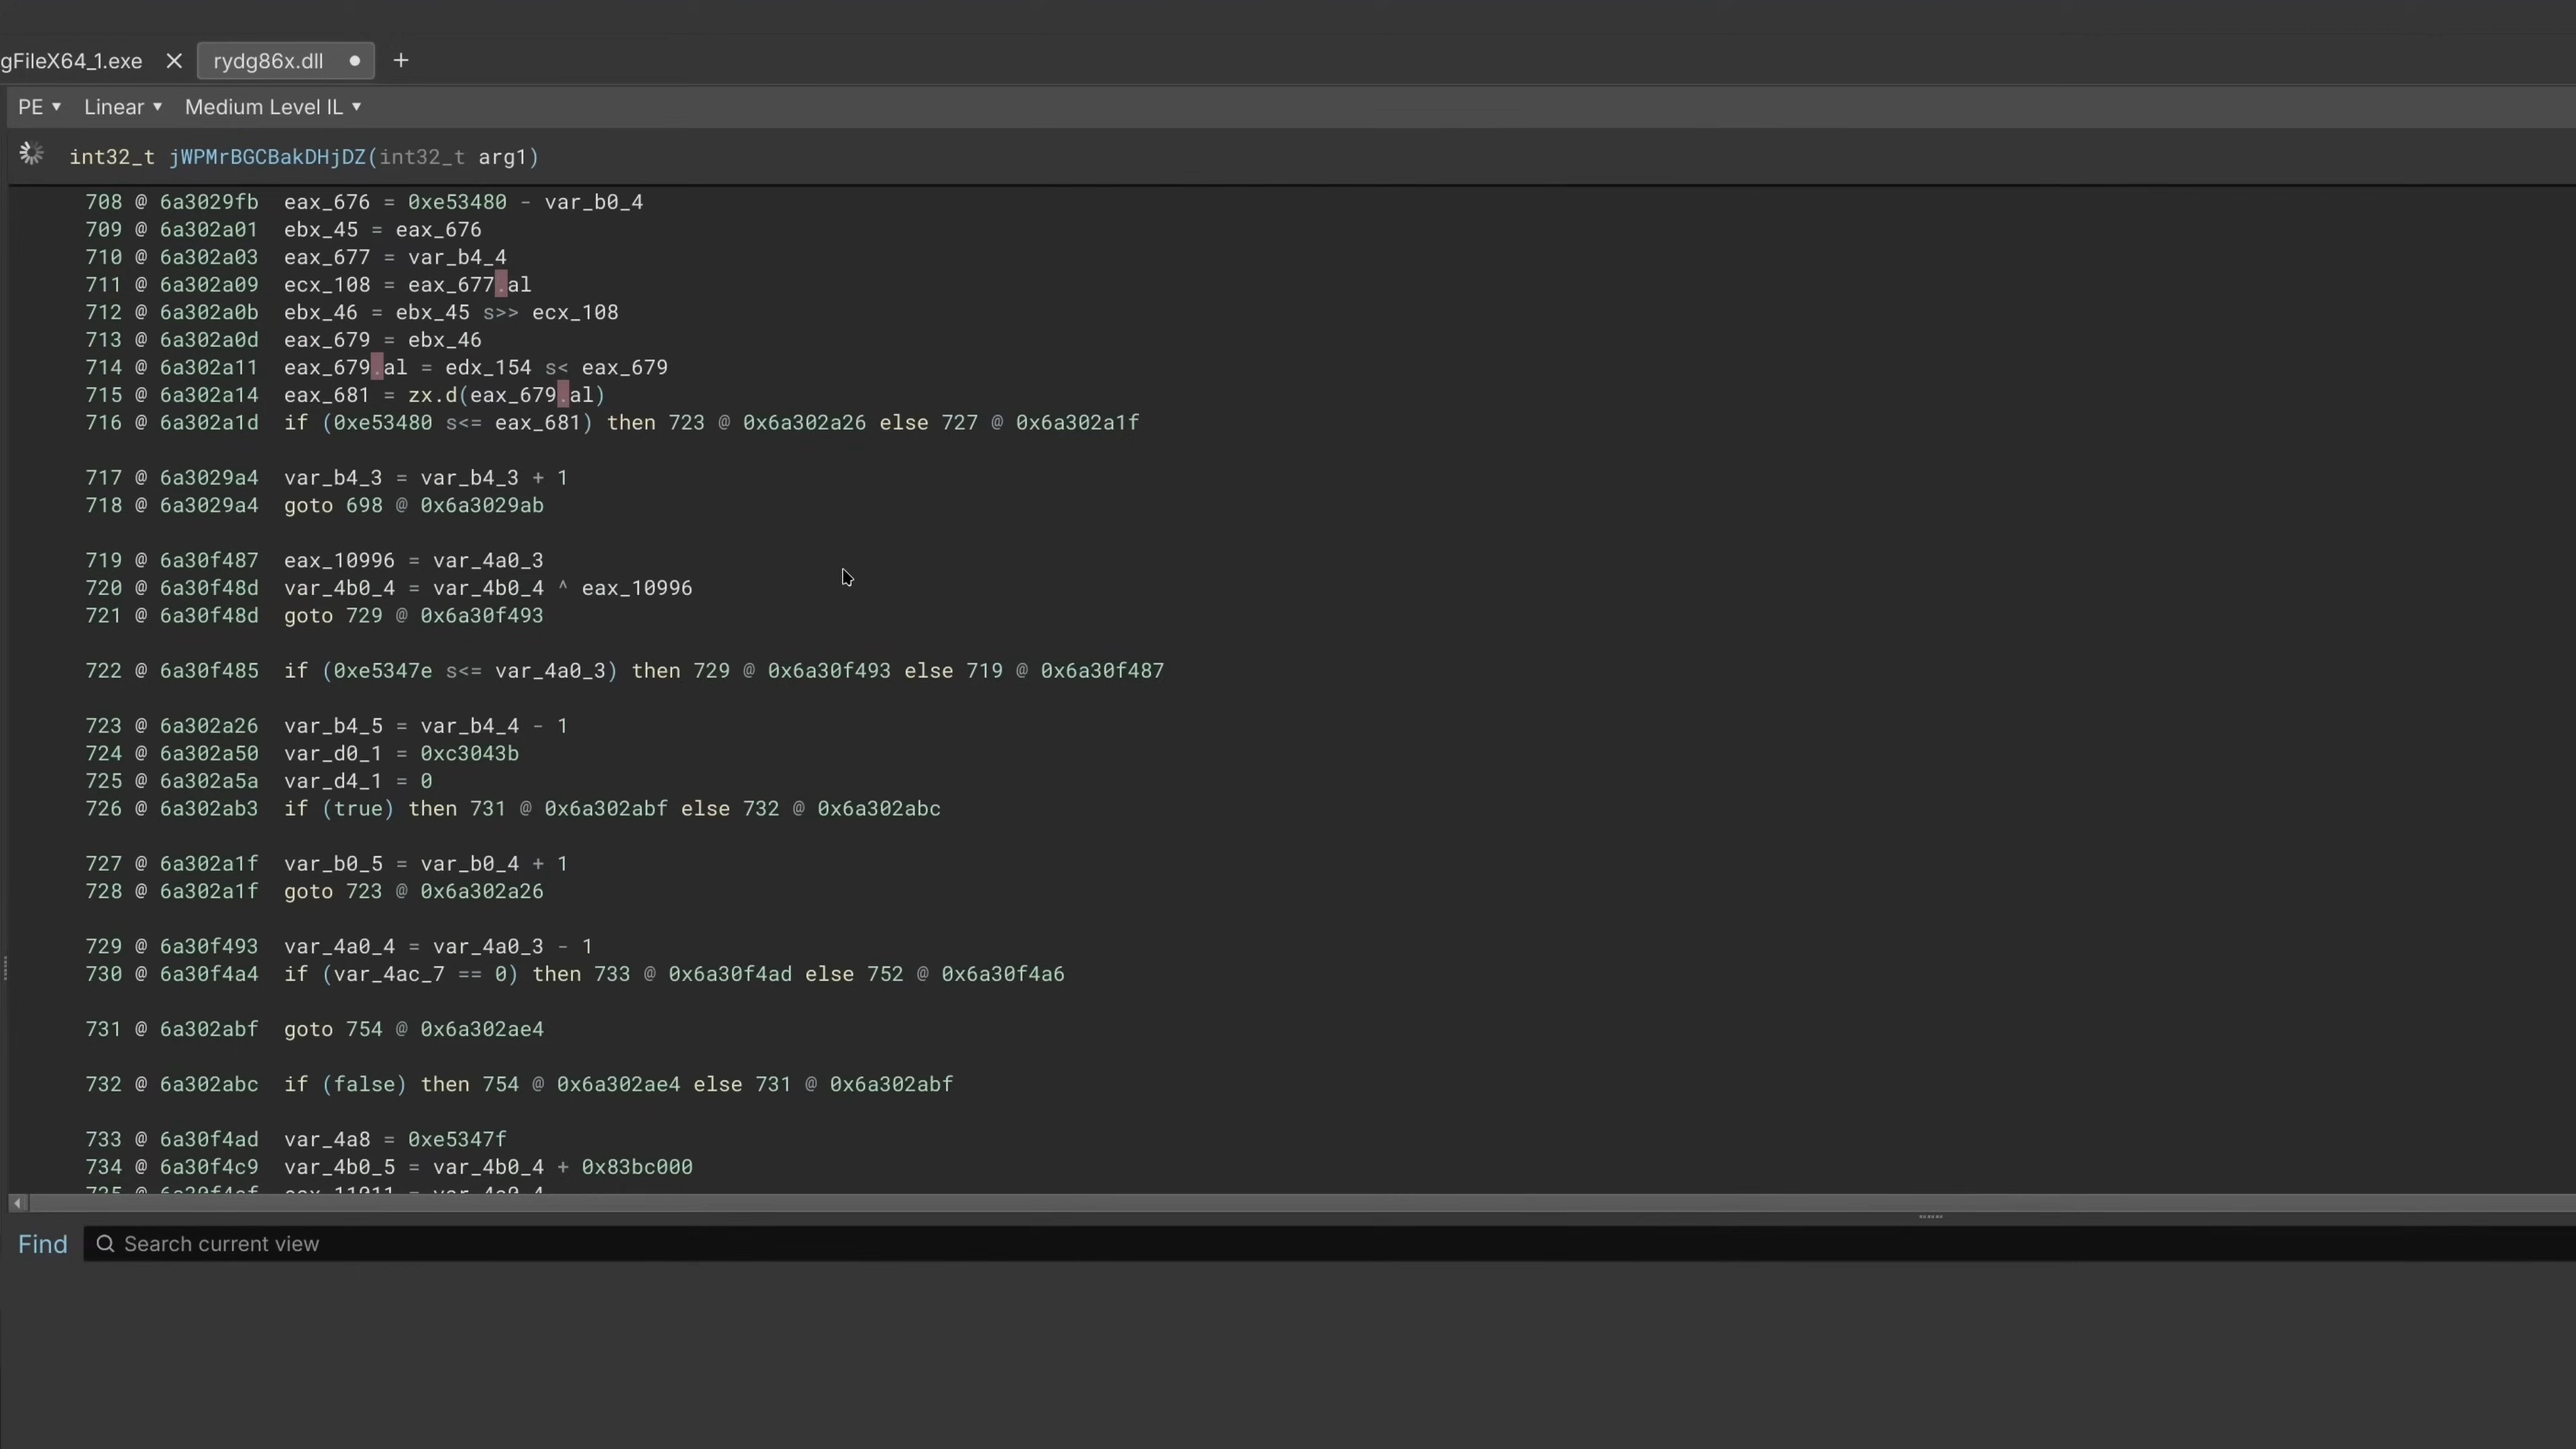 gFileX64_1.exe × rydg86x.dll ● +
PE ▾ Linear ▾ Medium Level IL ▾
int32_t jWPMrBGCBakDHjDZ(int32_t arg1)
708 @ 6a3029fb eax_676 = 0xe53480 - var_b0_4
709 @ 6a302a01 ebx_45 = eax_676
710 @ 6a302a03 eax_677 = var_b4_4
711 @ 6a302a09 ecx_108 = eax_677.al
712 @ 6a302a0b ebx_46 = ebx_45 s>> ecx_108
713 @ 6a302a0d eax_679 = ebx_46
714 @ 6a302a11 eax_679.al = edx_154 s< eax_679
715 @ 6a302a14 eax_681 = zx.d(eax_679.al)
716 @ 6a302a1d if (0xe53480 s<= eax_681) then 723 @ 0x6a302a26 else 727 @ 0x6a302a1f
717 @ 6a3029a4 var_b4_3 = var_b4_3 + 1
718 @ 6a3029a4 goto 698 @ 0x6a3029ab
719 @ 6a30f487 eax_10996 = var_4a0_3
720 @ 6a30f48d var_4b0_4 = var_4b0_4 ^ eax_10996
721 @ 6a30f48d goto 729 @ 0x6a30f493
722 @ 6a30f485 if (0xe5347e s<= var_4a0_3) then 729 @ 0x6a30f493 else 719 @ 0x6a30f487
723 @ 6a302a26 var_b4_5 = var_b4_4 - 1
724 @ 6a302a50 var_d0_1 = 0xc3043b
725 @ 6a302a5a var_d4_1 = 0
726 @ 6a302ab3 if (true) then 731 @ 0x6a302abf else 732 @ 0x6a302abc
727 @ 6a302a1f var_b0_5 = var_b0_4 + 1
728 @ 6a302a1f goto 723 @ 0x6a302a26
729 @ 6a30f493 var_4a0_4 = var_4a0_3 - 1
730 @ 6a30f4a4 if (var_4ac_7 == 0) then 733 @ 0x6a30f4ad else 752 @ 0x6a30f4a6
731 @ 6a302abf goto 754 @ 0x6a302ae4
732 @ 6a302abc if (false) then 754 @ 0x6a302ae4 else 731 @ 0x6a302abf
733 @ 6a30f4ad var_4a8 = 0xe5347f
734 @ 6a30f4c9 var_4b0_5 = var_4b0_4 + 0x83bc000
Find Search current view